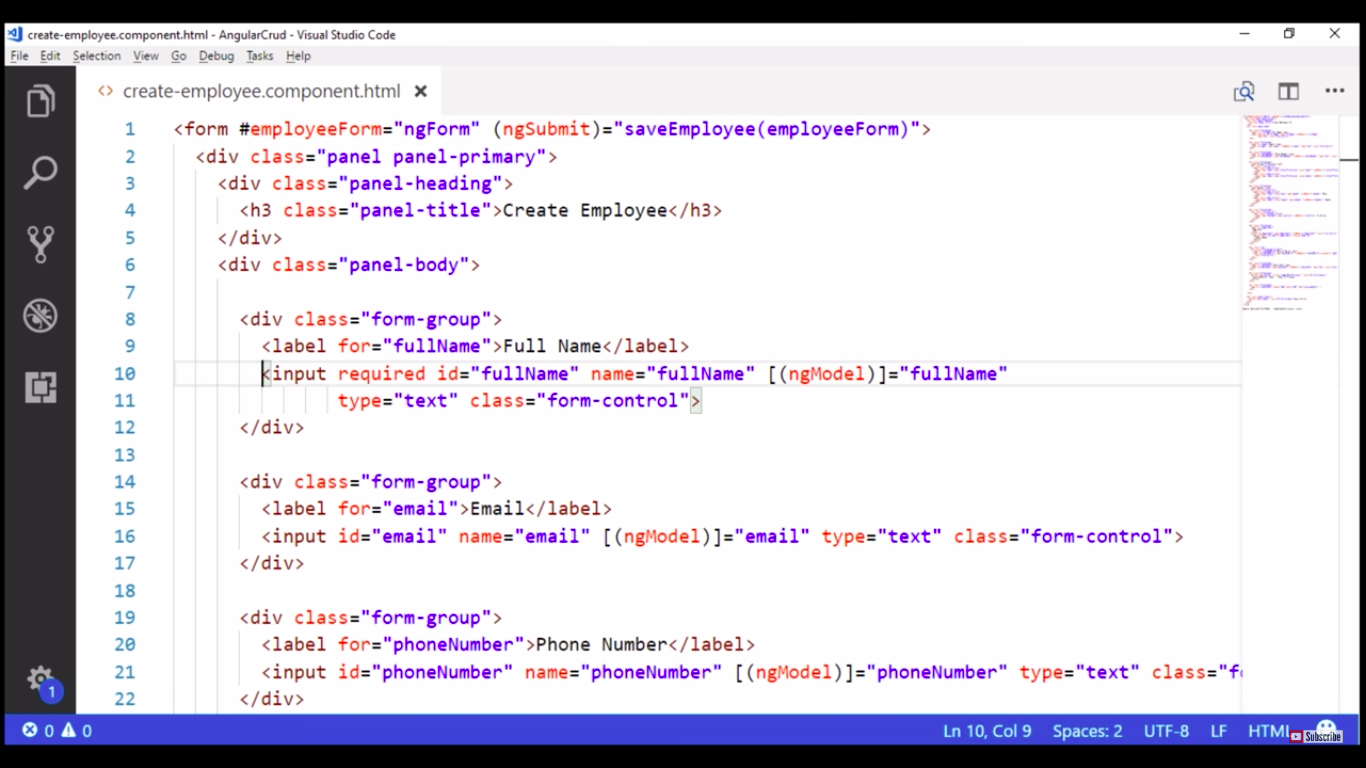 create-employee.component.html - AngularCrud - Visual Studio Code
File Edit Selection View Go Debug Tasks Help
<> create-employee.component.html
1 <form #employeeForm="ngForm" (ngSubmit)="saveEmployee(employeeForm)">
2 <div class="panel panel-primary">
3 <div class="panel-heading">
4 <h3 class="panel-title">Create Employee</h3>
5 </div>
6 <div class="panel-body">
7
8 <div class="form-group">
9 <label for="fullName">Full Name</label>
10 <input required id="fullName" name="fullName" [(ngModel)]="fullName"
11 type="text" class="form-control">
12 </div>
13
14 <div class="form-group">
15 <label for="email">Email</label>
16 <input id="email" name="email" [(ngModel)]="email" type="text" class="form-control">
17 </div>
18
19 <div class="form-group">
20 <label for="phoneNumber">Phone Number</label>
21 <input id="phoneNumber" name="phoneNumber" [(ngModel)]="phoneNumber" type="text" class="f
22 </div>
1
0 0 Ln 10, Col 9 Spaces: 2 UTF-8 LF HTML
Subscribe